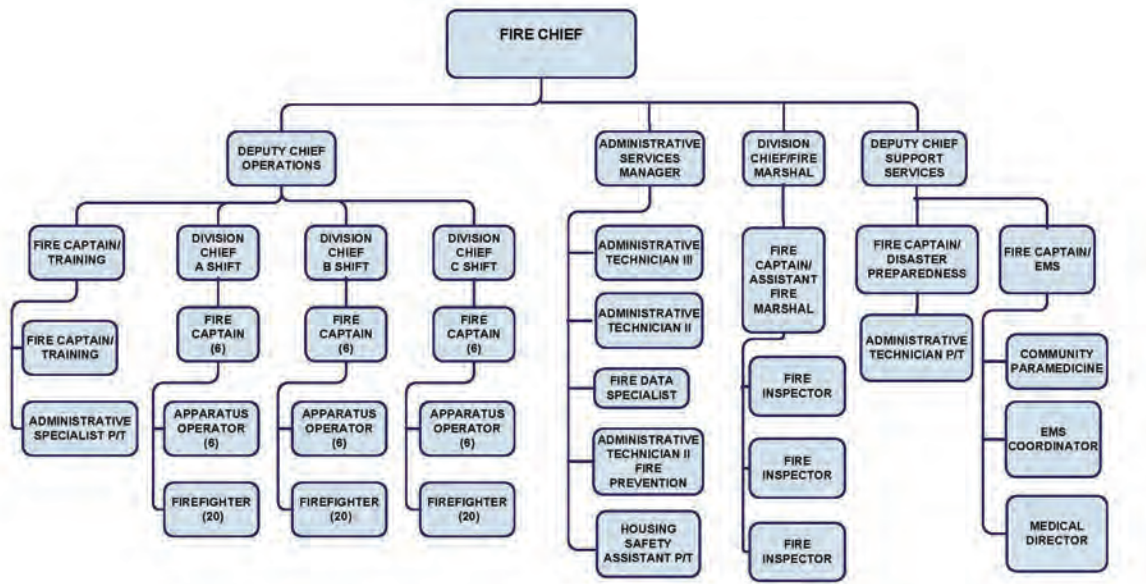 FIRE CHIEF
DEPUTY CHIEF
OPERATIONS
ADMINISTRATIVE
SERVICES
MANAGER
DIVISION
CHIEF/FIRE
MARSHAL
DEPUTY CHIEF
SUPPORT
SERVICES
FIRE CAPTAIN/
TRAINING
DIVISION
CHIEF
A SHIFT
DIVISION
CHIEF
B SHIFT
DIVISION
CHIEF
C SHIFT
ADMINISTRATIVE
TECHNICIAN III
FIRE
CAPTAIN/
ASSISTANT
FIRE
MARSHAL
FIRE CAPTAIN/
DISASTER
PREPAREDNESS
FIRE CAPTAIN/
EMS
FIRE CAPTAIN/
TRAINING
FIRE
CAPTAIN
(6)
FIRE
CAPTAIN
(6)
FIRE
CAPTAIN
(6)
ADMINISTRATIVE
TECHNICIAN II
ADMINISTRATIVE
TECHNICIAN P/T
COMMUNITY
PARAMEDICINE
ADMINISTRATIVE
SPECIALIST P/T
APPARATUS
OPERATOR
(6)
APPARATUS
OPERATOR
(6)
APPARATUS
OPERATOR
(6)
FIRE DATA
SPECIALIST
FIRE
INSPECTOR
EMS
COORDINATOR
ADMINISTRATIVE
TECHNICIAN II
FIRE
PREVENTION
FIRE
INSPECTOR
FIREFIGHTER
(20)
FIREFIGHTER
(20)
FIREFIGHTER
(20)
HOUSING
SAFETY
ASSISTANT P/T
FIRE
INSPECTOR
MEDICAL
DIRECTOR